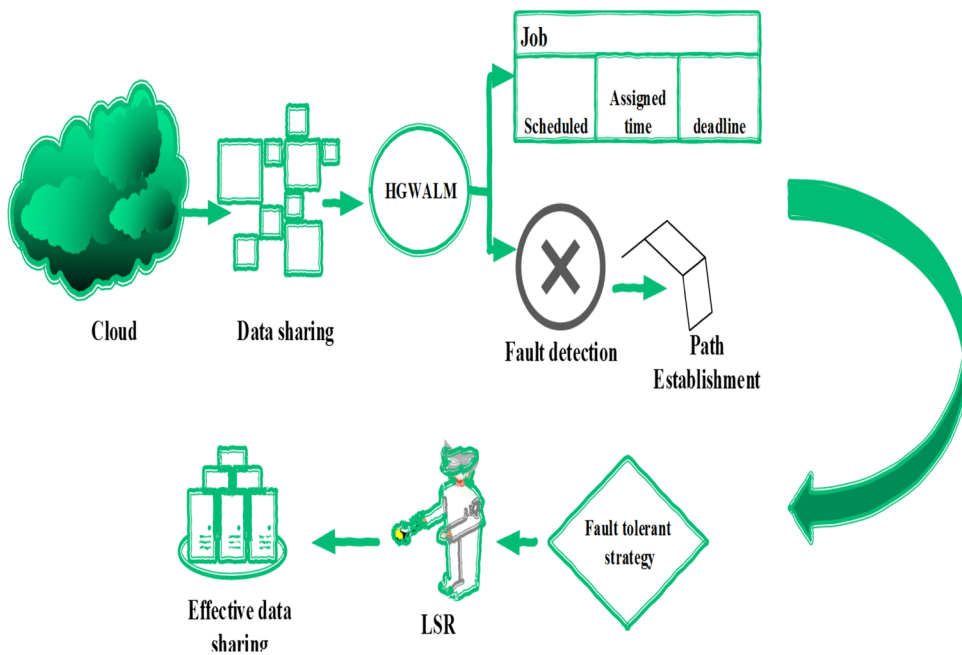 Job
Scheduled
Assigned
time
deadline
HGWALM
Cloud
Data sharing
Fault detection
Path
Establishment
Fault tolerant
strategy
LSR
Effective data
sharing